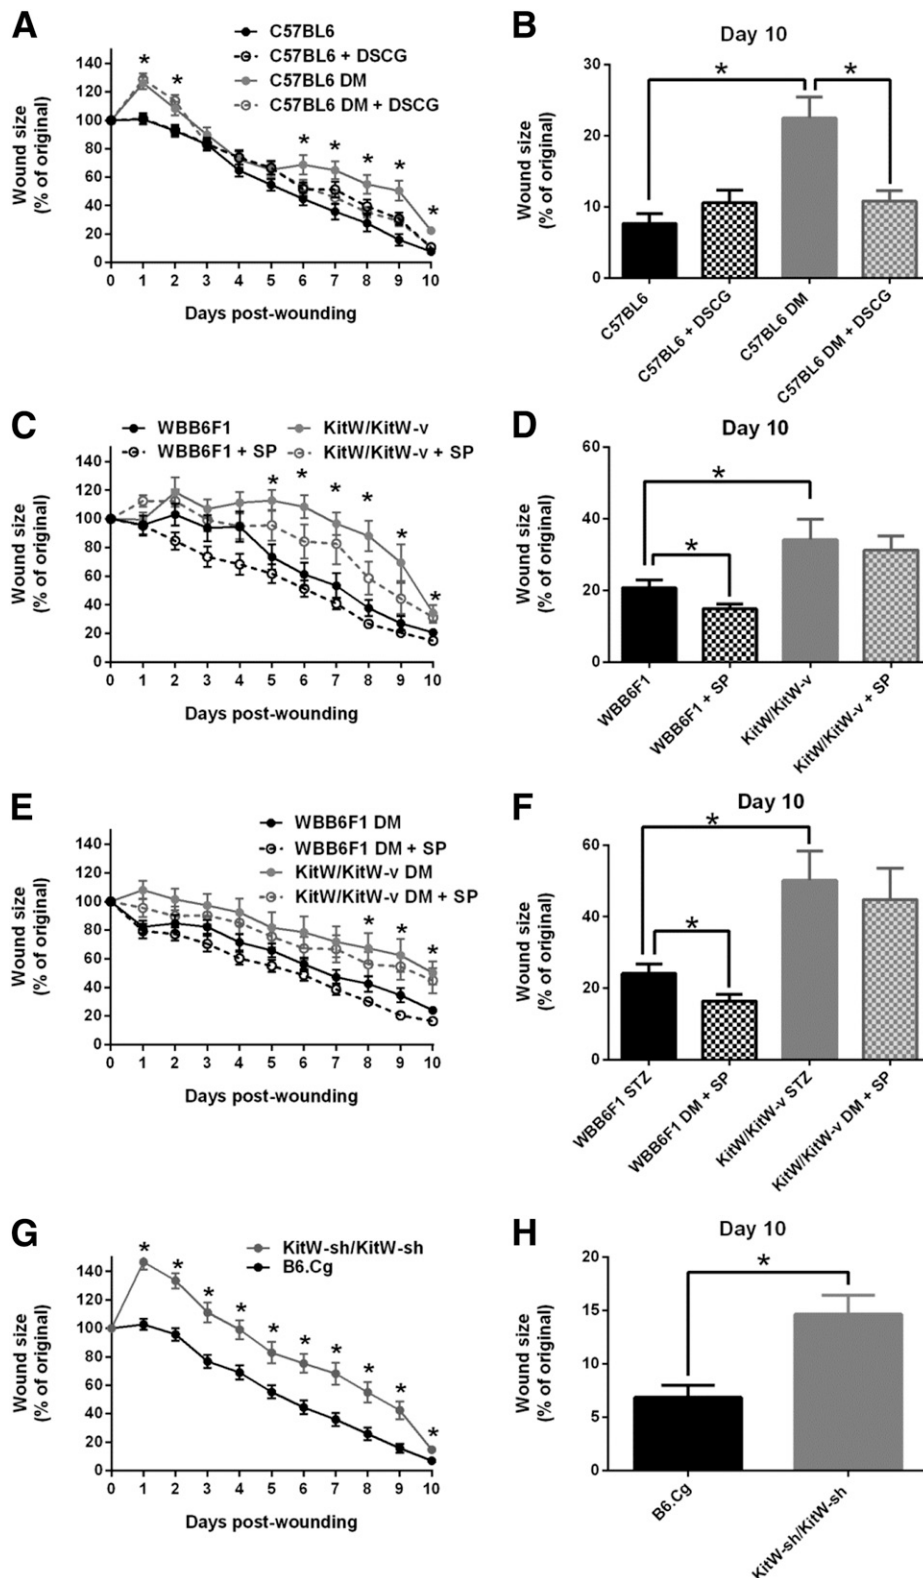 A
C57BL6
C57BL6 + DSCG
C57BL6 DM
C57BL6 DM + DSCG
Wound size
(% of original)
140
120
100
80
60
40
20
0
* * * * * * *
0 1 2 3 4 5 6 7 8 9 10
Days post-wounding
B
Day 10
Wound size
(% of original)
30
20
10
0
* *
C57BL6
C57BL6 + DSCG
C57BL6 DM
C57BL6 DM + DSCG
C
WBB6F1
WBB6F1 + SP
KitW/KitW-v
KitW/KitW-v + SP
Wound size
(% of original)
140
120
100
80
60
40
20
0
* * * * * *
0 1 2 3 4 5 6 7 8 9 10
Days post-wounding
D
Day 10
Wound size
(% of original)
60
40
20
0
* *
WBB6F1
WBB6F1 + SP
KitW/KitW-v
KitW/KitW-v + SP
E
WBB6F1 DM
WBB6F1 DM + SP
KitW/KitW-v DM
KitW/KitW-v DM + SP
Wound size
(% of original)
140
120
100
80
60
40
20
0
* * *
0 1 2 3 4 5 6 7 8 9 10
Days post-wounding
F
Day 10
Wound size
(% of original)
60
40
20
0
* *
WBB6F1 STZ
WBB6F1 DM + SP
KitW/KitW-v STZ
KitW/KitW-v DM + SP
G
KitW-sh/KitW-sh
B6.Cg
Wound size
(% of original)
140
120
100
80
60
40
20
0
* * * * * * * * * *
0 1 2 3 4 5 6 7 8 9 10
Days post-wounding
H
Day 10
Wound size
(% of original)
20
15
10
5
0
*
B6.Cg
KitW-sh/KitW-sh